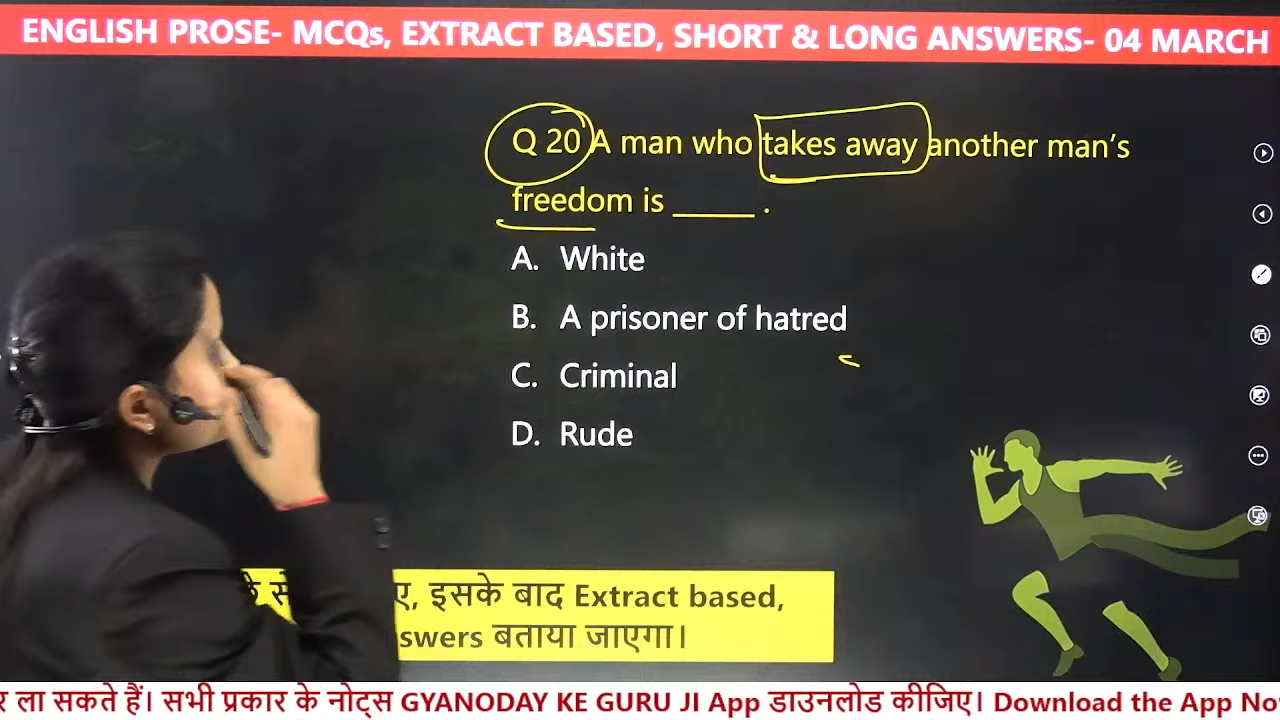 ENGLISH PROSE- MCQs, EXTRACT BASED, SHORT & LONG ANSWERS- 04 MARCH
Q 20 A man who takes away another man's
freedom is _____ .
A. White
B. A prisoner of hatred
C. Criminal
D. Rude
इसके बाद Extract based,
बताया जाएगा।
ला सकते हैं। सभी प्रकार के नोट्स GYANODAY KE GURU JI App डाउनलोड कीजिए। Download the App